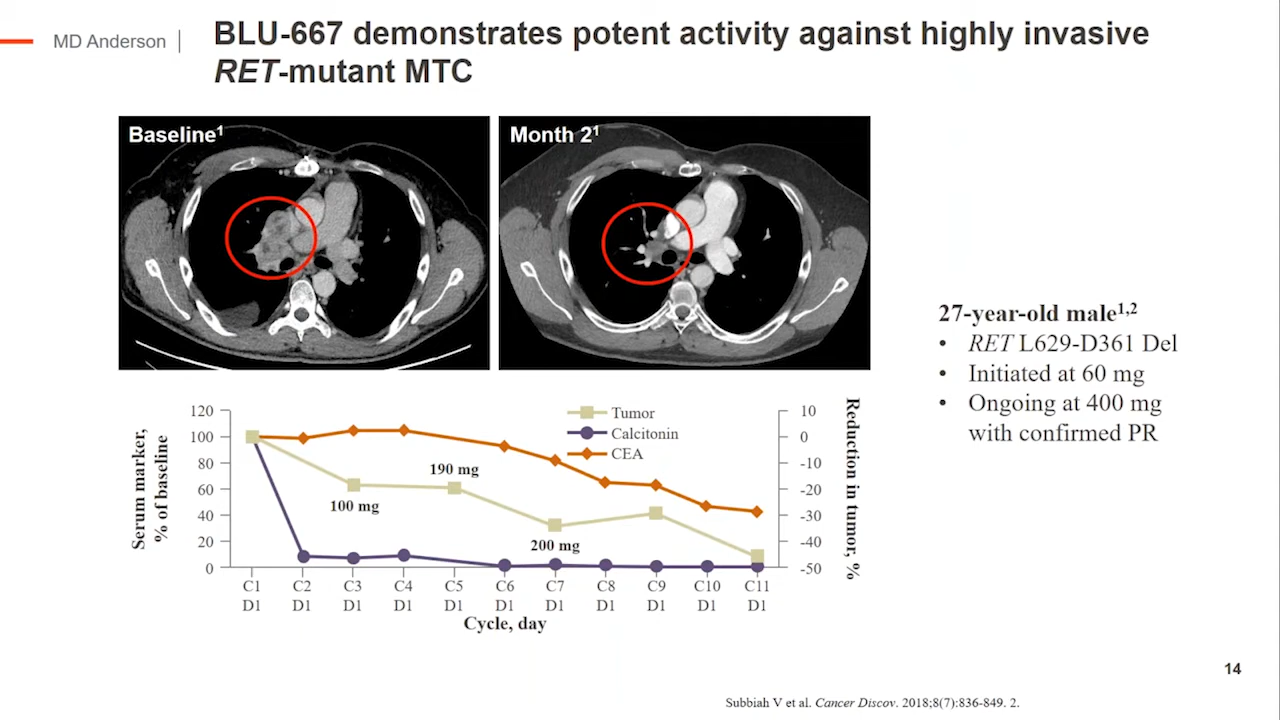 MD Anderson
BLU-667 demonstrates potent activity against highly invasive
RET-mutant MTC
Baseline¹
Month 2¹
27-year-old male¹,²
• RET L629-D361 Del
• Initiated at 60 mg
• Ongoing at 400 mg
with confirmed PR
Serum marker,
% of baseline
120
100
80
60
40
20
0
Tumor
Calcitonin
CEA
100 mg
190 mg
200 mg
10
0
-10
-20
-30
-40
-50
Reduction in tumor, %
C1 C2 C3 C4 C5 C6 C7 C8 C9 C10 C11
D1 D1 D1 D1 D1 D1 D1 D1 D1 D1 D1
Cycle, day
14
Subbiah V et al. Cancer Discov. 2018;8(7):836-849. 2.